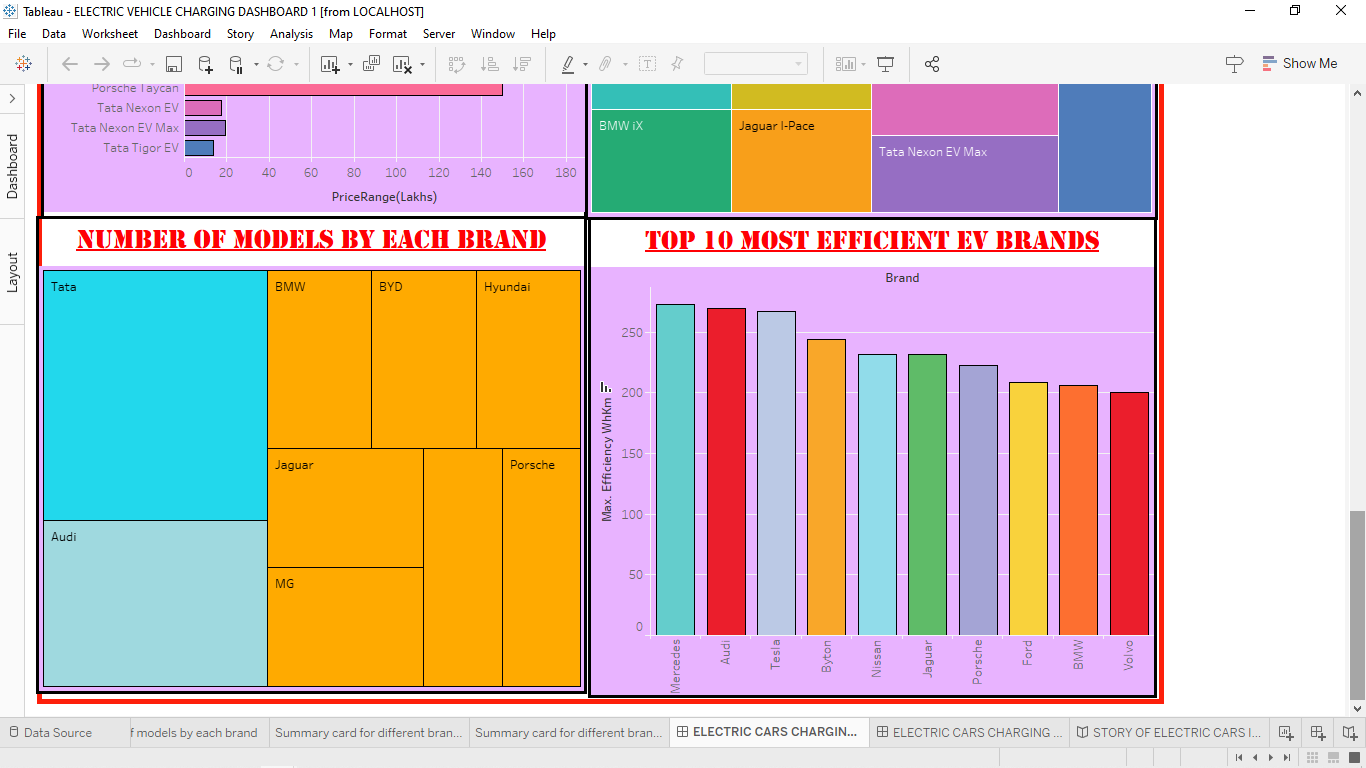 Tableau - ELECTRIC VEHICLE CHARGING DASHBOARD 1 [from LOCALHOST]
File Data Worksheet Dashboard Story Analysis Map Format Server Window Help
Show Me
Dashboard
Layout
Porsche Taycan
Tata Nexon EV
Tata Nexon EV Max
Tata Tigor EV
0 20 40 60 80 100 120 140 160 180
PriceRange(Lakhs)
BMW iX
Jaguar I-Pace
Tata Nexon EV Max
NUMBER OF MODELS BY EACH BRAND
Tata
BMW
BYD
Hyundai
Audi
Jaguar
Porsche
MG
TOP 10 MOST EFFICIENT EV BRANDS
Brand
Max. Efficiency WhKm
250
200
150
100
50
0
Mercedes
Audi
Tesla
Byton
Nissan
Jaguar
Porsche
Ford
BMW
Volvo
Data Source
f models by each brand
Summary card for different bran...
Summary card for different bran...
ELECTRIC CARS CHARGIN...
ELECTRIC CARS CHARGING ...
STORY OF ELECTRIC CARS I...